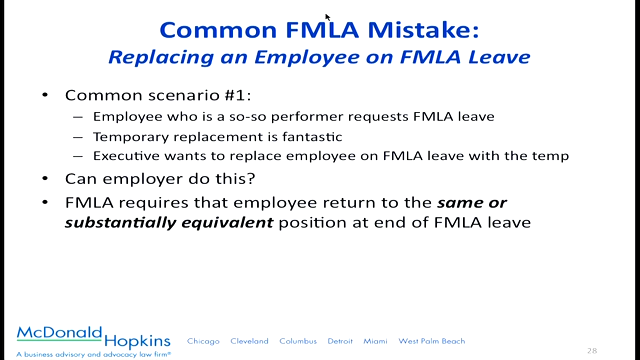 Common FMLA Mistake:
Replacing an Employee on FMLA Leave
• Common scenario #1:
– Employee who is a so-so performer requests FMLA leave
– Temporary replacement is fantastic
– Executive wants to replace employee on FMLA leave with the temp
• Can employer do this?
• FMLA requires that employee return to the same or
substantially equivalent position at end of FMLA leave
McDonald
Hopkins
A business advisory and advocacy law firm®
Chicago Cleveland Columbus Detroit Miami West Palm Beach
28